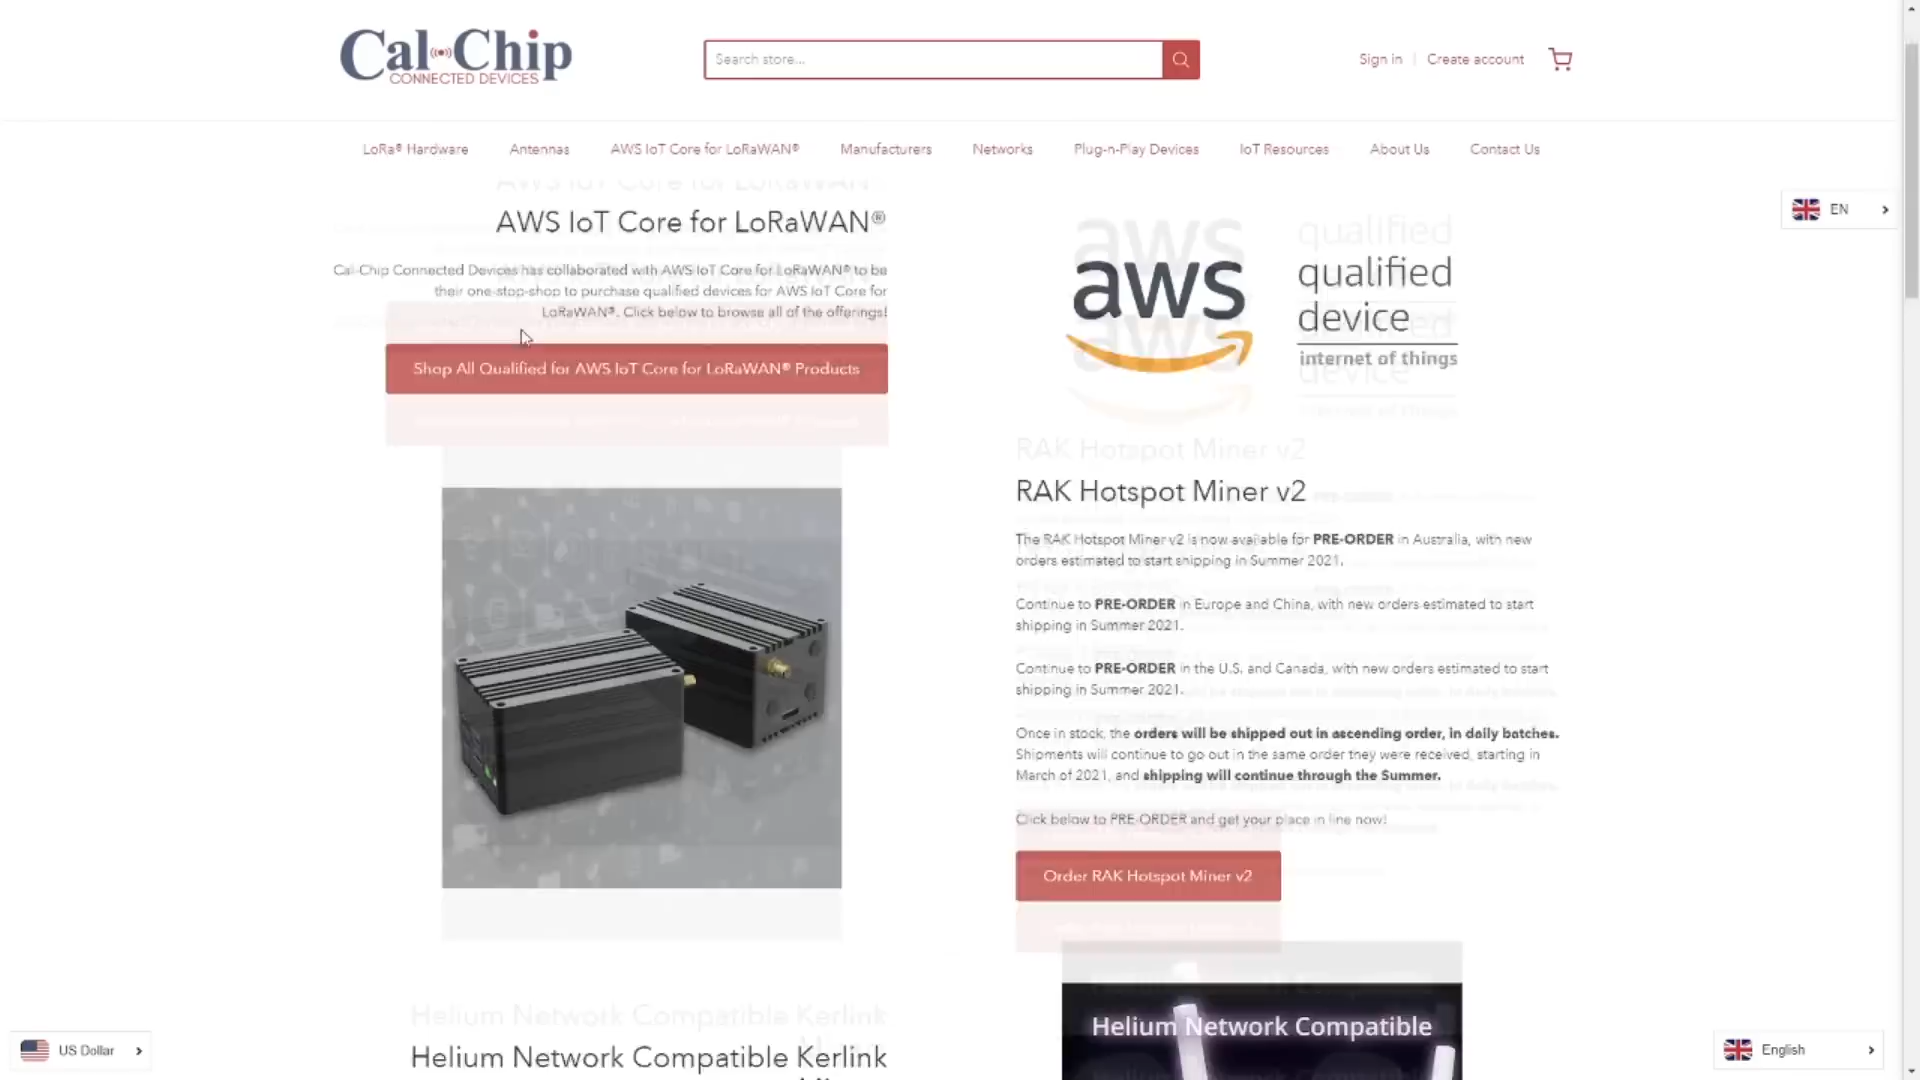 Cal-Chip
CONNECTED DEVICES
Search store...
Sign in | Create account
LoRa® Hardware
Antennas
AWS IoT Core for LoRaWAN®
Manufacturers
Networks
Plug-n-Play Devices
IoT Resources
About Us
Contact Us
EN
AWS IoT Core for LoRaWAN®
Cal-Chip Connected Devices has collaborated with AWS IoT Core for LoRaWAN® to be
their one-stop-shop to purchase qualified devices for AWS IoT Core for
LoRaWAN®. Click below to browse all of the offerings!
Shop All Qualified for AWS IoT Core for LoRaWAN® Products
aws
qualified
device
internet of things
RAK Hotspot Miner v2
The RAK Hotspot Miner v2 is now available for PRE-ORDER in Australia, with new
orders estimated to start shipping in Summer 2021.
Continue to PRE-ORDER in Europe and China, with new orders estimated to start
shipping in Summer 2021.
Continue to PRE-ORDER in the U.S. and Canada, with new orders estimated to start
shipping in Summer 2021.
Once in stock, the orders will be shipped out in ascending order, in daily batches.
Shipments will continue to go out in the same order they were received, starting in
March of 2021, and shipping will continue through the Summer.
Click below to PRE-ORDER and get your place in line now!
Order RAK Hotspot Miner v2
Helium Network Compatible Kerlink
Helium Network Compatible
US Dollar
English